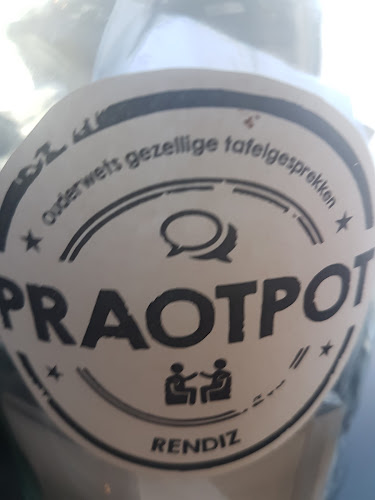 Ouderwets gezellige tafelgesprekken
PRAOTPOT
RENDIZ